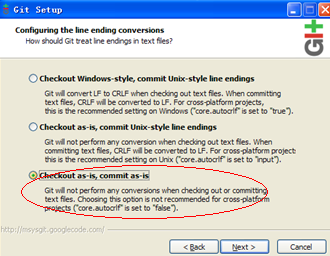 Git Setup
Configuring the line ending conversions
How should Git treat line endings in text files?
Git
Checkout Windows-style, commit Unix-style line endings
Git will convert LF to CRLF when checking out text files. When committing
text files, CRLF will be converted to LF. For cross-platform projects,
this is the recommended setting on Windows ("core.autocrlf" is set to "true").
Checkout as-is, commit Unix-style line endings
Git will not perform any conversion when checking out text files. When
committing text files, CRLF will be converted to LF. For cross-platform projects
this is the recommended setting on Unix ("core.autocrlf" is set to "input").
Checkout as-is, commit as-is
Git will not perform any conversions when checking out or committing
text files. Choosing this option is not recommended for cross-platform
projects ("core.autocrlf" is set to "false").
http://msysgit.googlecode.com/
< Back
Next >
Cancel